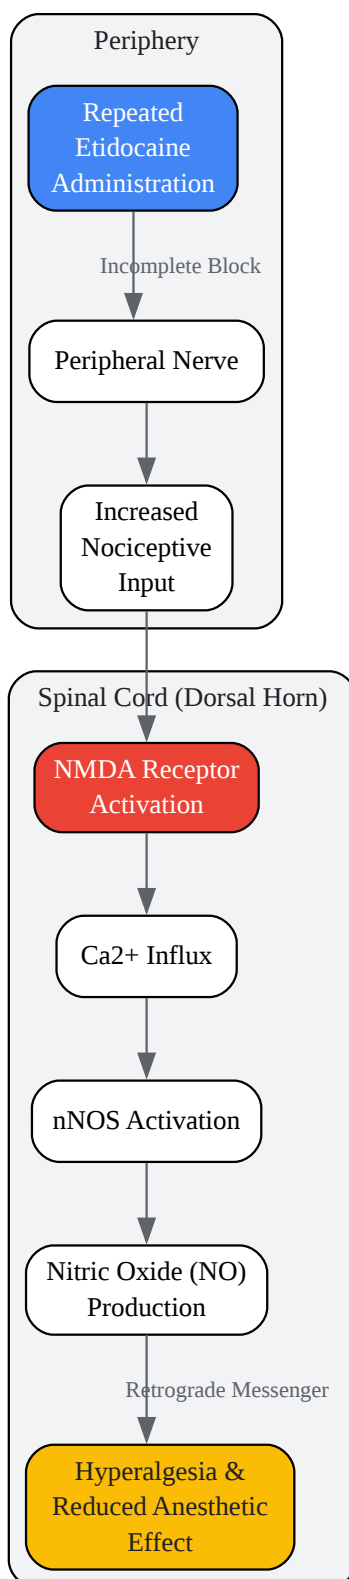 Periphery
Repeated
Etidocaine
Administration
Incomplete Block
Peripheral Nerve
Increased
Nociceptive
Input
Spinal Cord (Dorsal Horn)
NMDA Receptor
Activation
Ca2+ Influx
nNOS Activation
Nitric Oxide (NO)
Production
Retrograde Messenger
Hyperalgesia &
Reduced Anesthetic
Effect